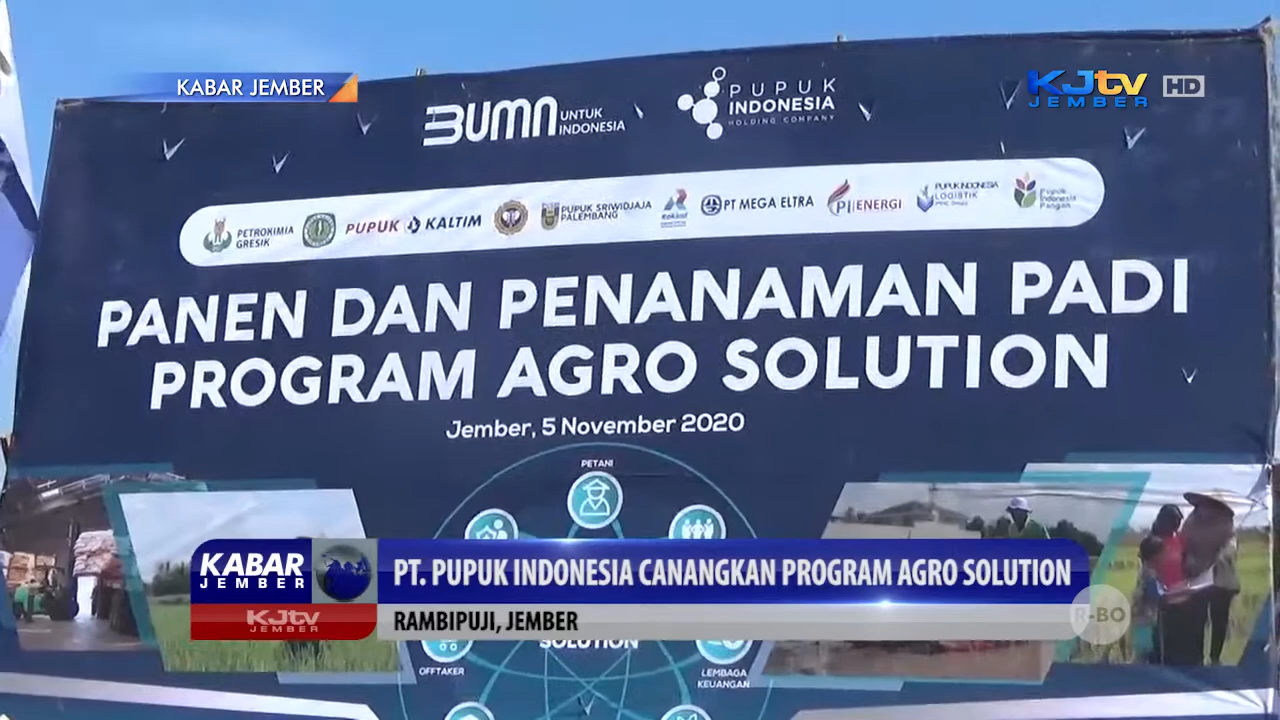 KABAR JEMBER
KJtv
JEMBER
HD
BUMN
UNTUK
INDONESIA
PUPUK
INDONESIA
HOLDING COMPANY
PETROKIMIA
GRESIK
PUPUK KALTIM
PUPUK SRIWIDJAJA
PALEMBANG
Rekind
PT MEGA ELTRA
PI ENERGI
PUPUK INDONESIA
LOGISTIK
Pupuk
Indonesia
Pangan
PANEN DAN PENANAMAN PADI
PROGRAM AGRO SOLUTION
Jember, 5 November 2020
PETANI
KABAR
JEMBER
PT. PUPUK INDONESIA CANANGKAN PROGRAM AGRO SOLUTION
KJtv
JEMBER
RAMBIPUJI, JEMBER
R-BO
SOLUTION
OFFTAKER
LEMBAGA
KEUANGAN